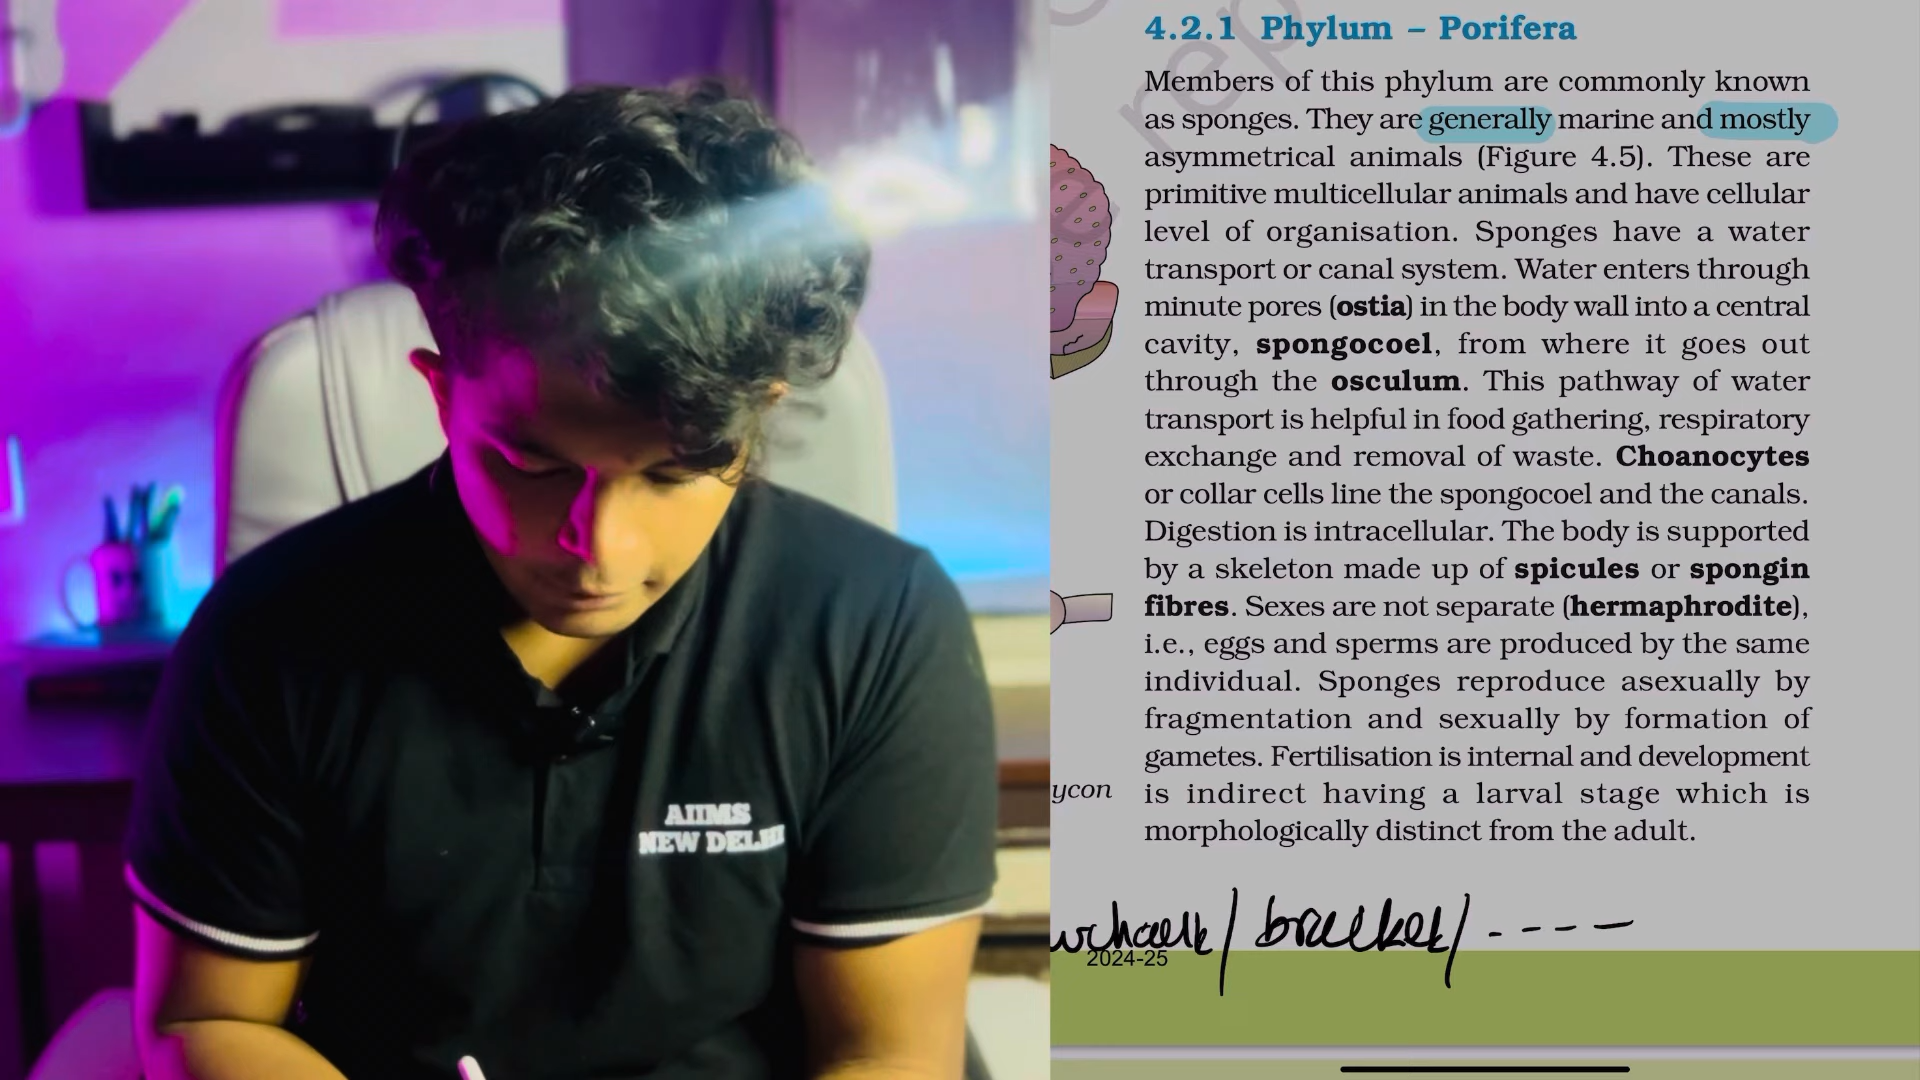 AIIMS
NEW DELHI
4.2.1 Phylum – Porifera
Members of this phylum are commonly known
as sponges. They are generally marine and mostly
asymmetrical animals (Figure 4.5). These are
primitive multicellular animals and have cellular
level of organisation. Sponges have a water
transport or canal system. Water enters through
minute pores (ostia) in the body wall into a central
cavity, spongocoel, from where it goes out
through the osculum. This pathway of water
transport is helpful in food gathering, respiratory
exchange and removal of waste. Choanocytes
or collar cells line the spongocoel and the canals.
Digestion is intracellular. The body is supported
by a skeleton made up of spicules or spongin
fibres. Sexes are not separate (hermaphrodite),
i.e., eggs and sperms are produced by the same
individual. Sponges reproduce asexually by
fragmentation and sexually by formation of
gametes. Fertilisation is internal and development
is indirect having a larval stage which is
morphologically distinct from the adult.
ycon
/ bracket / - - - -
2024-25